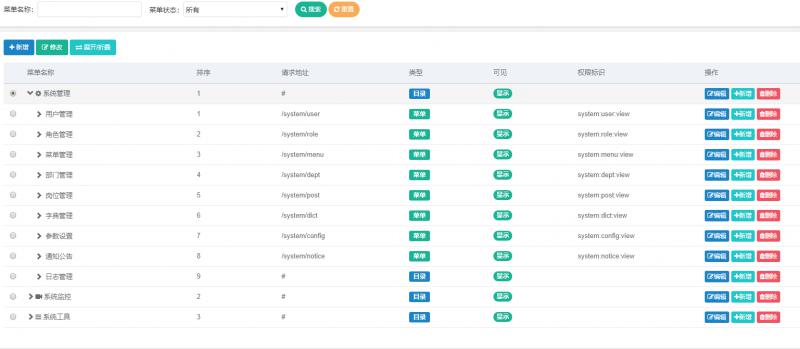 菜单名称: 菜单状态: 所有 搜索 重置
新增 修改 展开/折叠
菜单名称 排序 请求地址 类型 可见 权限标识 操作
系统管理 1 # 目录 显示 编辑 新增 删除
用户管理 1 /system/user 菜单 显示 system:user:view 编辑 新增 删除
角色管理 2 /system/role 菜单 显示 system:role:view 编辑 新增 删除
菜单管理 3 /system/menu 菜单 显示 system:menu:view 编辑 新增 删除
部门管理 4 /system/dept 菜单 显示 system:dept:view 编辑 新增 删除
岗位管理 5 /system/post 菜单 显示 system:post:view 编辑 新增 删除
字典管理 6 /system/dict 菜单 显示 system:dict:view 编辑 新增 删除
参数设置 7 /system/config 菜单 显示 system:config:view 编辑 新增 删除
通知公告 8 /system/notice 菜单 显示 system:notice:view 编辑 新增 删除
日志管理 9 # 目录 显示 编辑 新增 删除
系统监控 2 # 目录 显示 编辑 新增 删除
系统工具 3 # 目录 显示 编辑 新增 删除